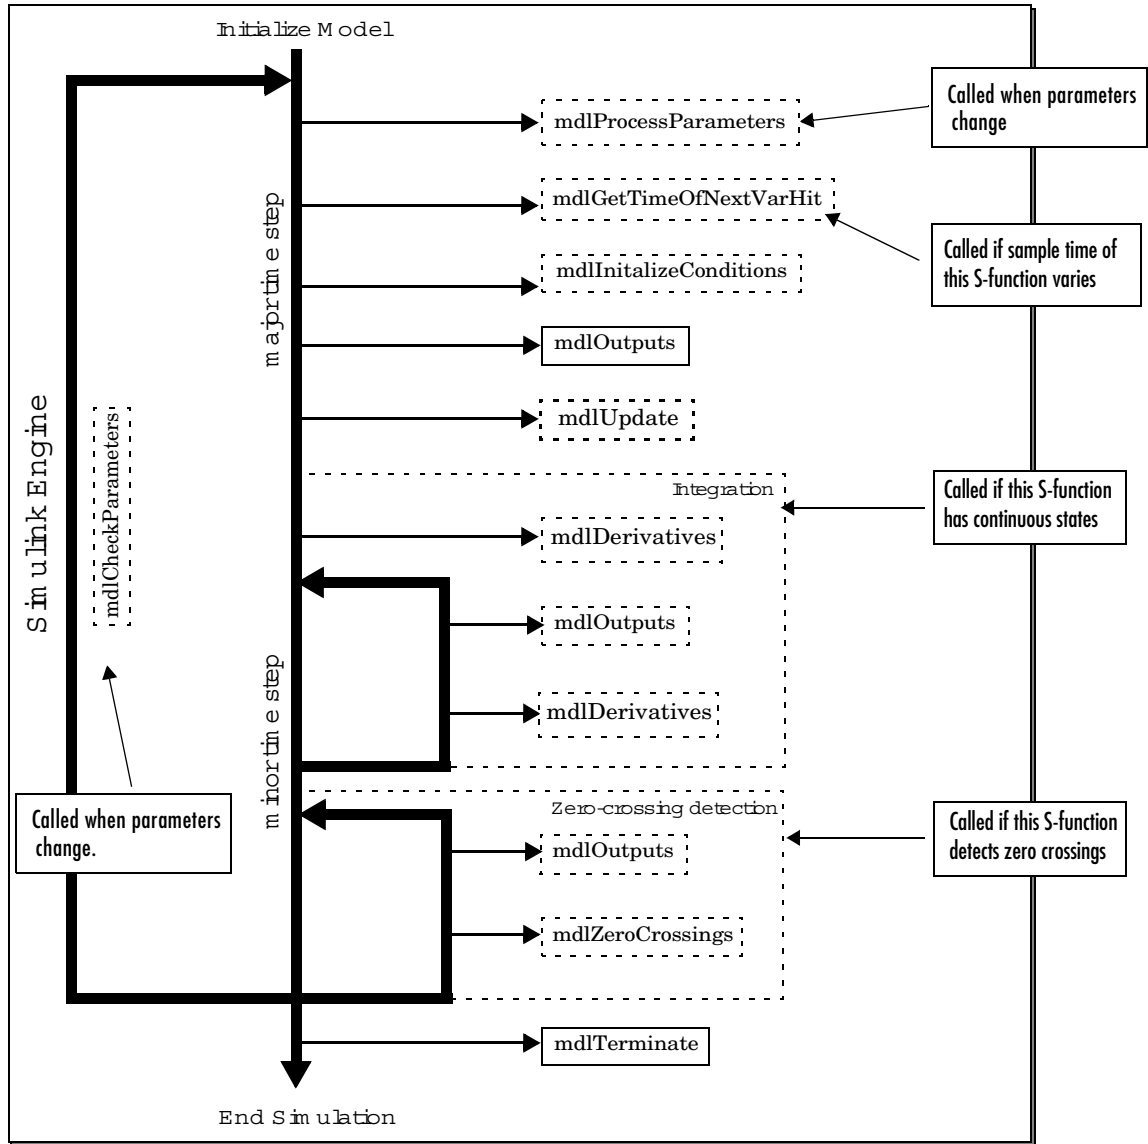 Initialize Model
Called when parameters
change
mdlProcessParameters
mdlGetTimeOfNextVarHit
Called if sample time of
this S-function varies
mdlInitalizeConditions
major time step
mdlOutputs
mdlUpdate
Simulink Engine
mdlCheckParameters
Integration
Called if this S-function
has continuous states
mdlDerivatives
mdlOutputs
minor time step
mdlDerivatives
Called when parameters
change.
Zero-crossing detection
Called if this S-function
detects zero crossings
mdlOutputs
mdlZeroCrossings
mdlTerminate
End Simulation